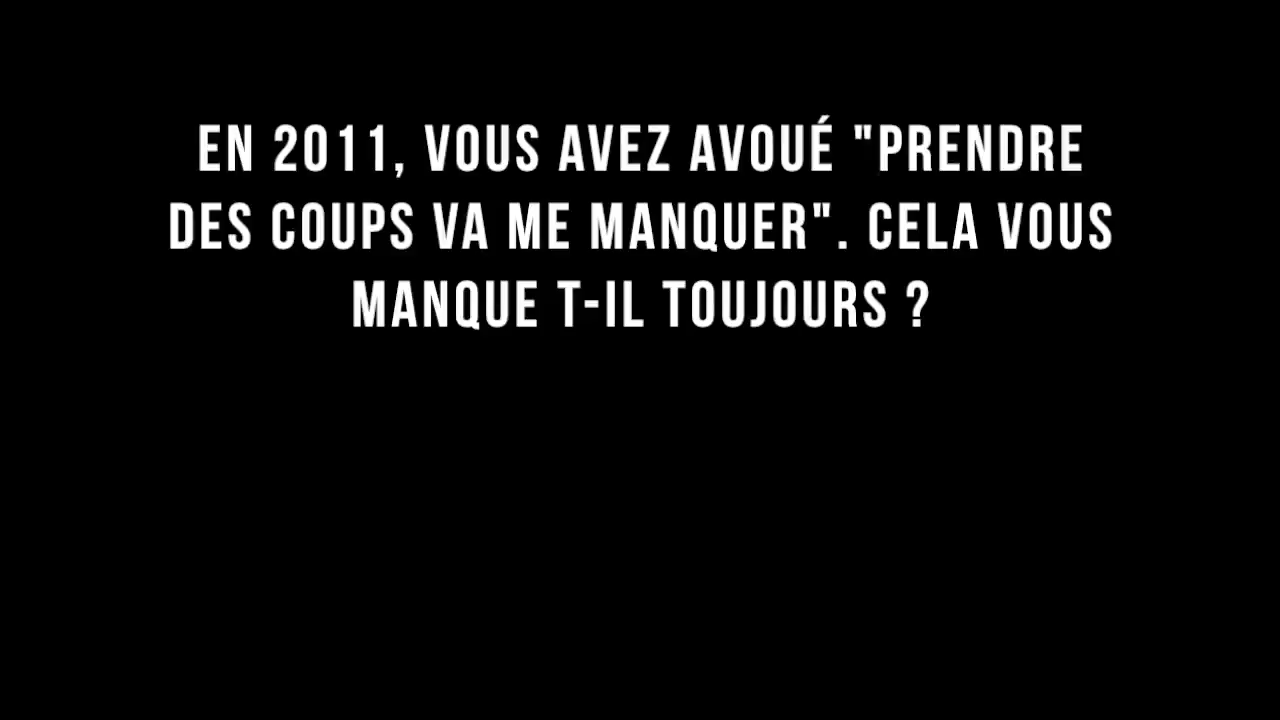 EN 2011, VOUS AVEZ AVOUÉ "PRENDRE
DES COUPS VA ME MANQUER". CELA VOUS
MANQUE T-IL TOUJOURS ?